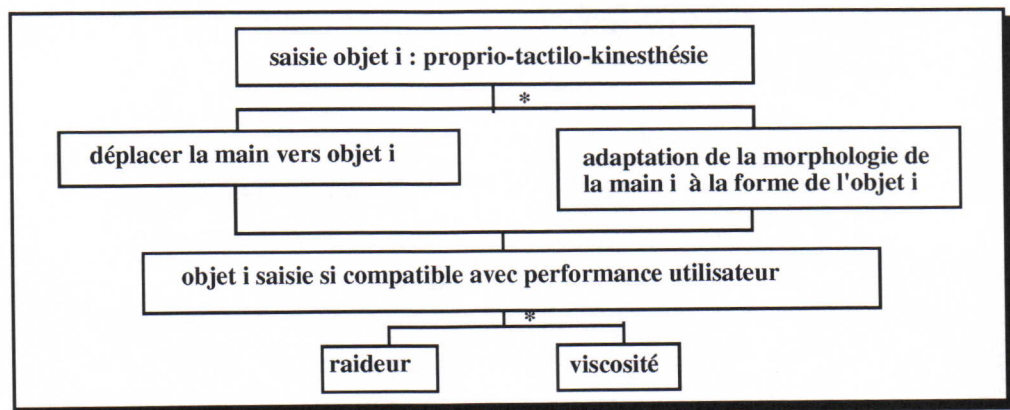 saisie objet i : proprio-tactilo-kinesthésie
*
déplacer la main vers objet i
adaptation de la morphologie de
la main i à la forme de l'objet i
objet i saisie si compatible avec performance utilisateur
*
raideur
viscosité